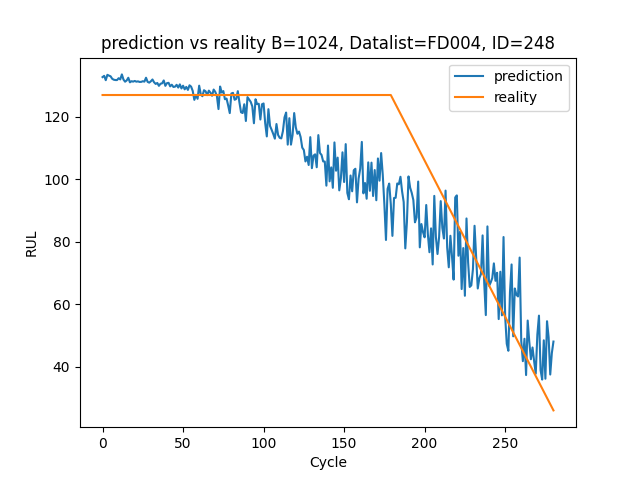 prediction vs reality B=1024, Datalist=FD004, ID=248
prediction
reality
120
100
80
60
40
RUL
0 50 100 150 200 250
Cycle